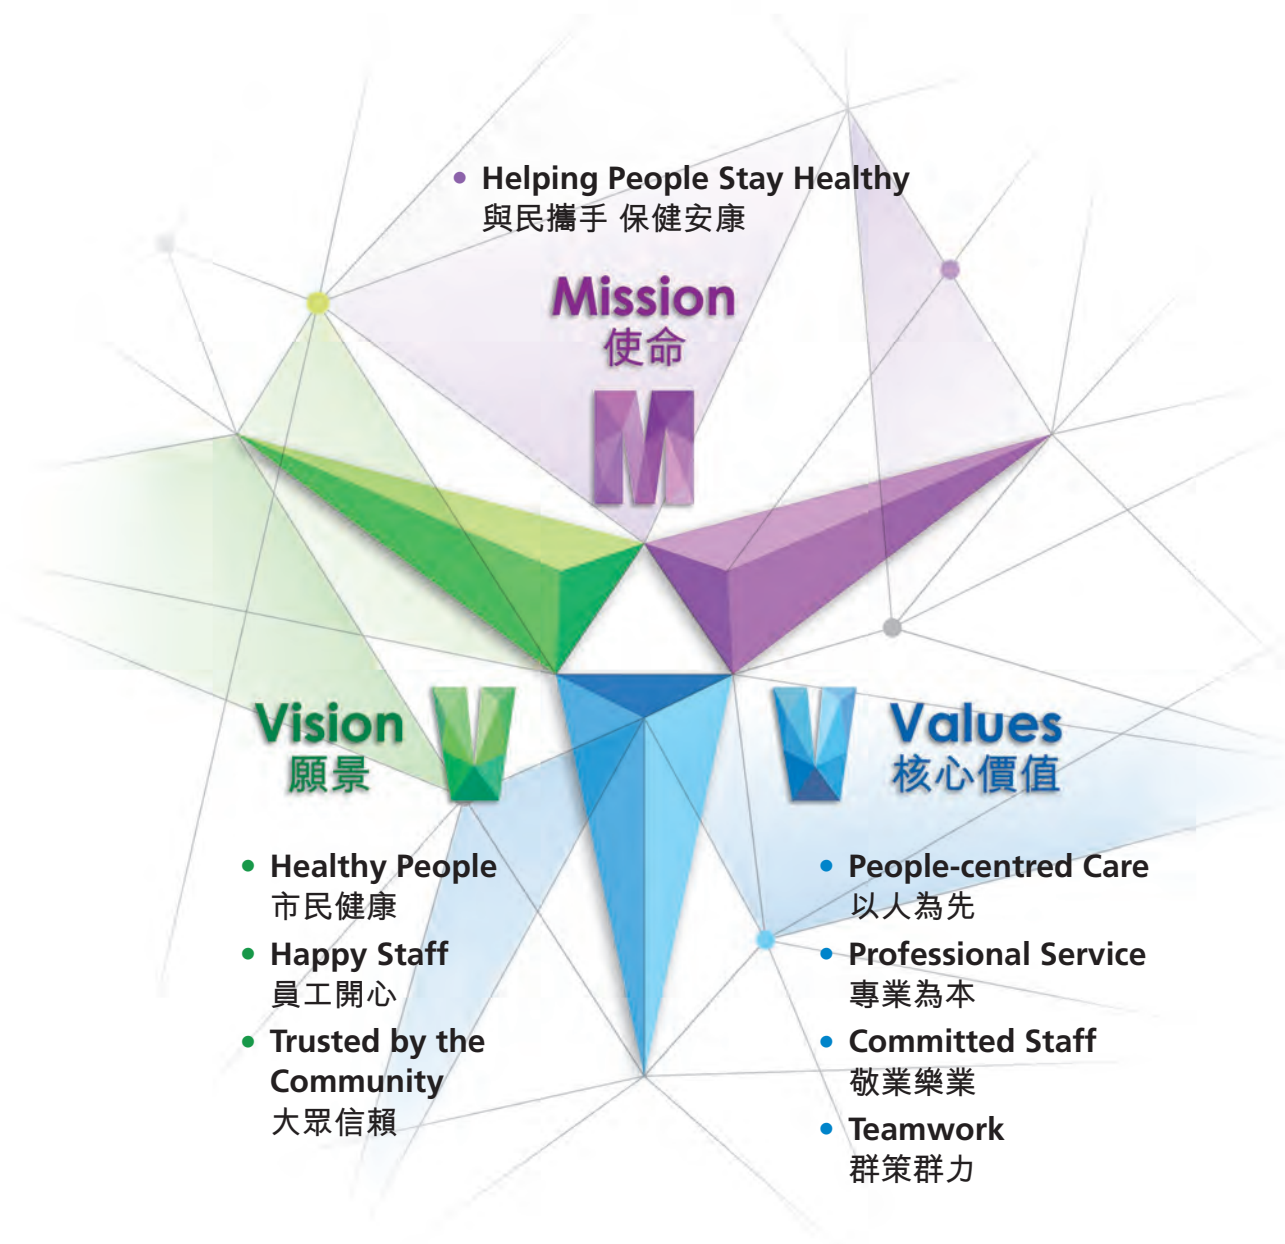 Helping People Stay Healthy
與民攜手 保健安康
Mission
使命
M
Vision
願景
V
Healthy People
市民健康
Happy Staff
員工開心
Trusted by the
Community
大眾信賴
V
Values
核心價值
People-centred Care
以人為先
Professional Service
專業為本
Committed Staff
敬業樂業
Teamwork
群策群力